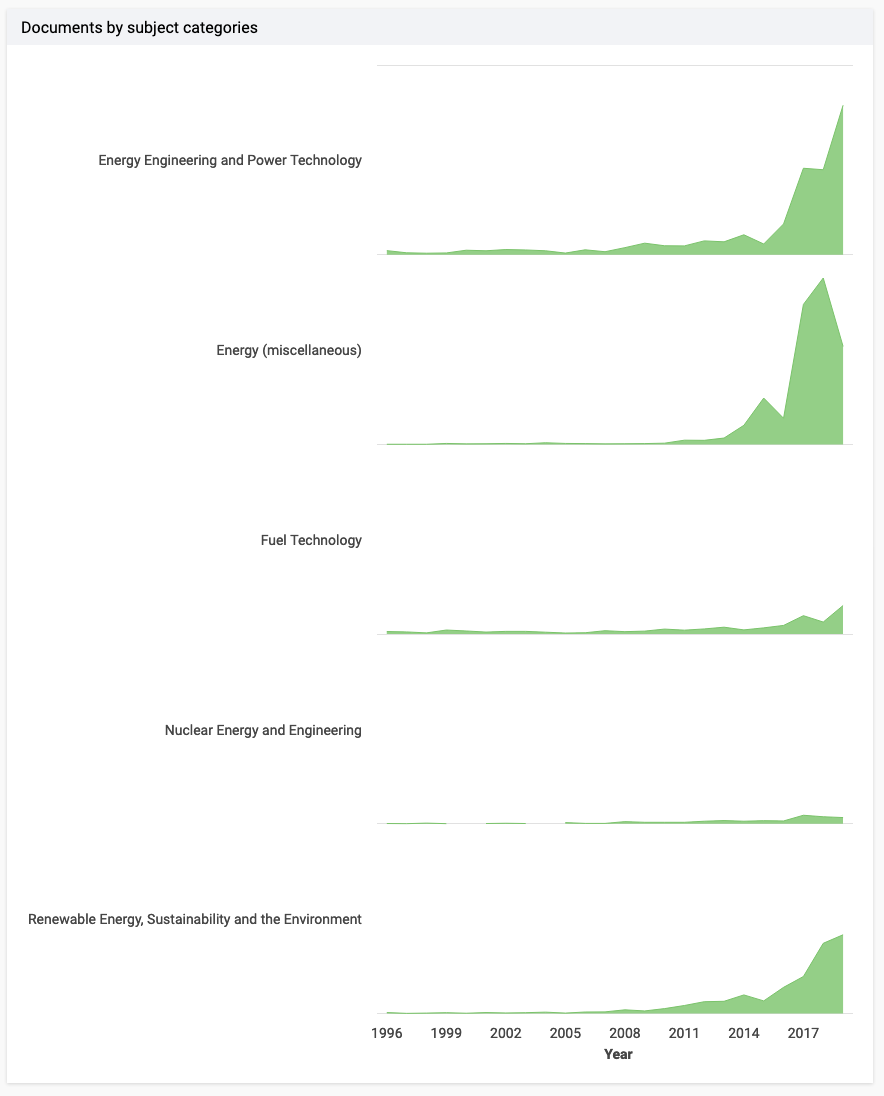 Documents by subject categories
Energy Engineering and Power Technology
Energy (miscellaneous)
Fuel Technology
Nuclear Energy and Engineering
Renewable Energy, Sustainability and the Environment
1996 1999 2002 2005 2008 2011 2014 2017
Year